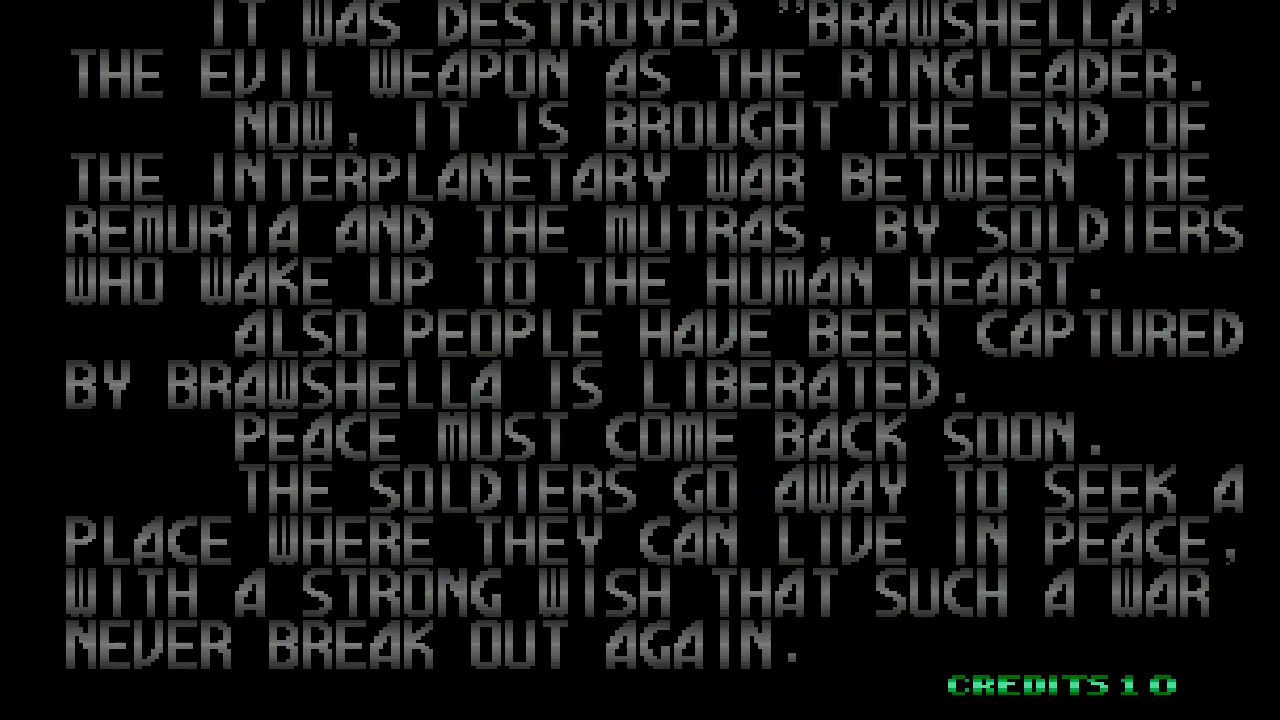 IT WAS DESTROYED "BRAWSHELLA"
THE EVIL WEAPON AS THE RINGLEADER.
NOW, IT IS BROUGHT THE END OF
THE INTERPLANETARY WAR BETWEEN THE
REMURIA AND THE MUTRAS, BY SOLDIERS
WHO WAKE UP TO THE HUMAN HEART.
ALSO PEOPLE HAVE BEEN CAPTURED
BY BRAWSHELLA IS LIBERATED.
PEACE MUST COME BACK SOON.
THE SOLDIERS GO AWAY TO SEEK A
PLACE WHERE THEY CAN LIVE IN PEACE,
WITH A STRONG WISH THAT SUCH A WAR
NEVER BREAK OUT AGAIN.
CREDITS 10